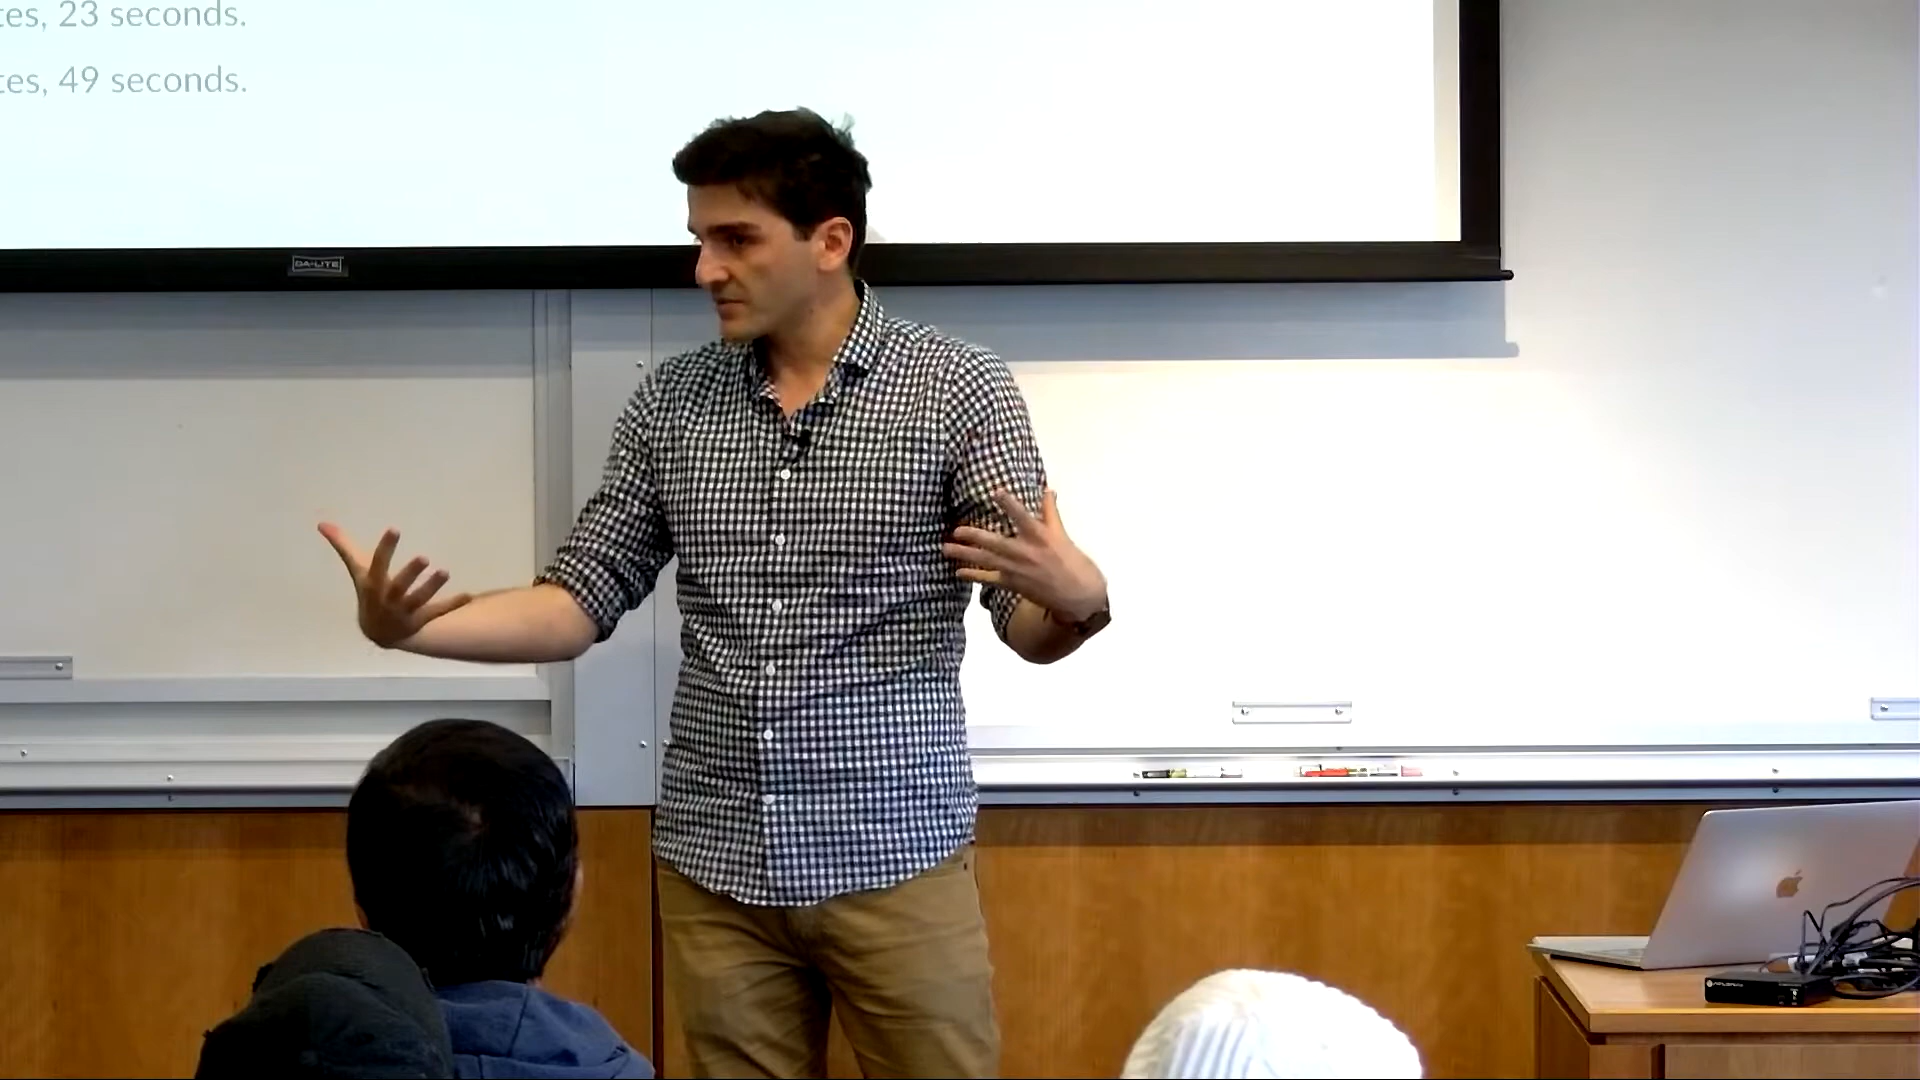 tes, 23 seconds.
tes, 49 seconds.
DA-LITE